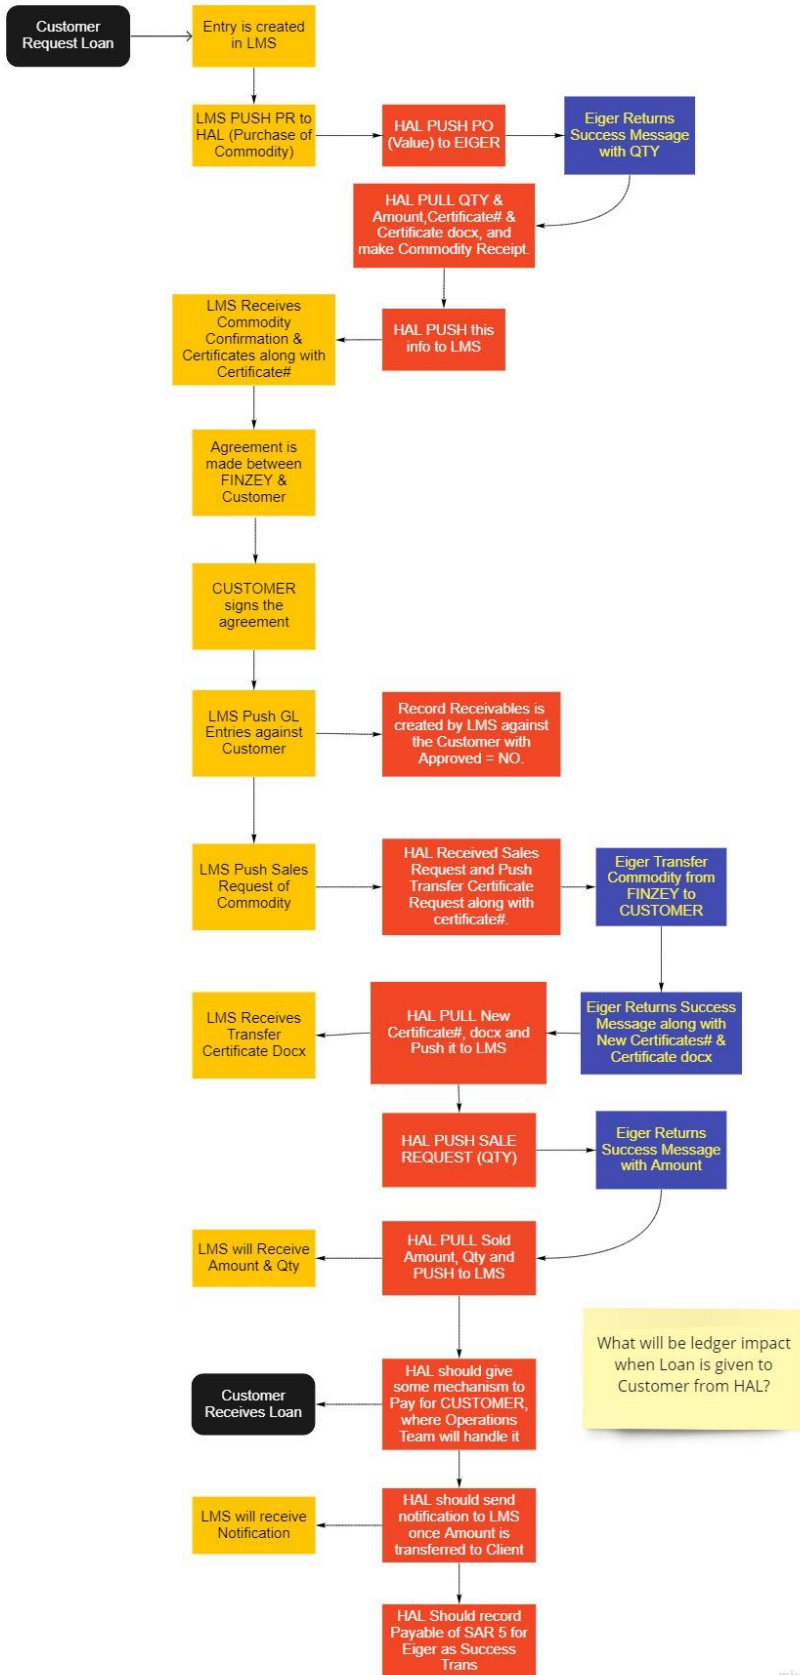 Customer
Request Loan
Entry is created
in LMS
LMS PUSH PR to
HAL (Purchase of
Commodity)
HAL PUSH PO
(Value) to EIGER
Eiger Returns
Success Message
with QTY
HAL PULL QTY &
Amount,Certificate# &
Certificate docx, and
make Commodity Receipt.
LMS Receives
Commodity
Confirmation &
Certificates along with
Certificate#
HAL PUSH this
info to LMS
Agreement is
made between
FINZEY &
Customer
CUSTOMER
signs the
agreement
LMS Push GL
Entries against
Customer
Record Receivables is
created by LMS against
the Customer with
Approved = NO.
LMS Push Sales
Request of
Commodity
HAL Received Sales
Request and Push
Transfer Certificate
Request along with
certificate#.
Eiger Transfer
Commodity from
FINZEY to
CUSTOMER
LMS Receives
Transfer
Certificate Docx
HAL PULL New
Certificate#, docx and
Push it to LMS
Eiger Returns Success
Message along with
New Certificates# &
Certificate docx
HAL PUSH SALE
REQUEST (QTY)
Eiger Returns
Success Message
with Amount
LMS will Receive
Amount & Qty
HAL PULL Sold
Amount, Qty and
PUSH to LMS
What will be ledger impact
when Loan is given to
Customer from HAL?
Customer
Receives Loan
HAL should give
some mechanism to
Pay for CUSTOMER,
where Operations
Team will handle it
LMS will receive
Notification
HAL should send
notification to LMS
once Amount is
transferred to Client
HAL Should record
Payable of SAR 5 for
Eiger as Success
Trans